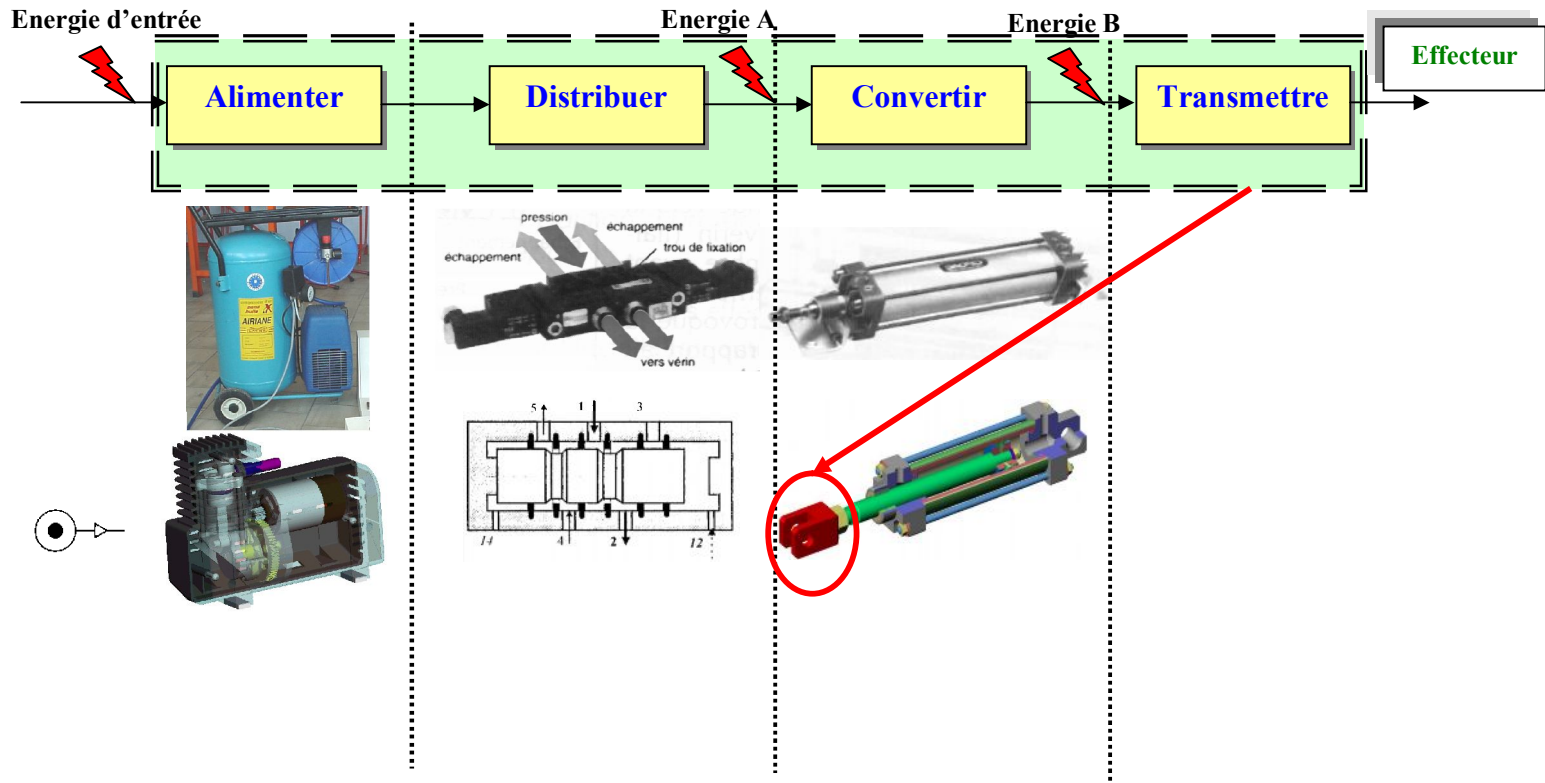 Energie d'entrée
Energie A
Energie B
Effecteur
Alimenter
Distribuer
Convertir
Transmettre
pression
échappement
échappement
trou de fixation
vers vérin
AIRIANE
5 1 3
14 4 2 12